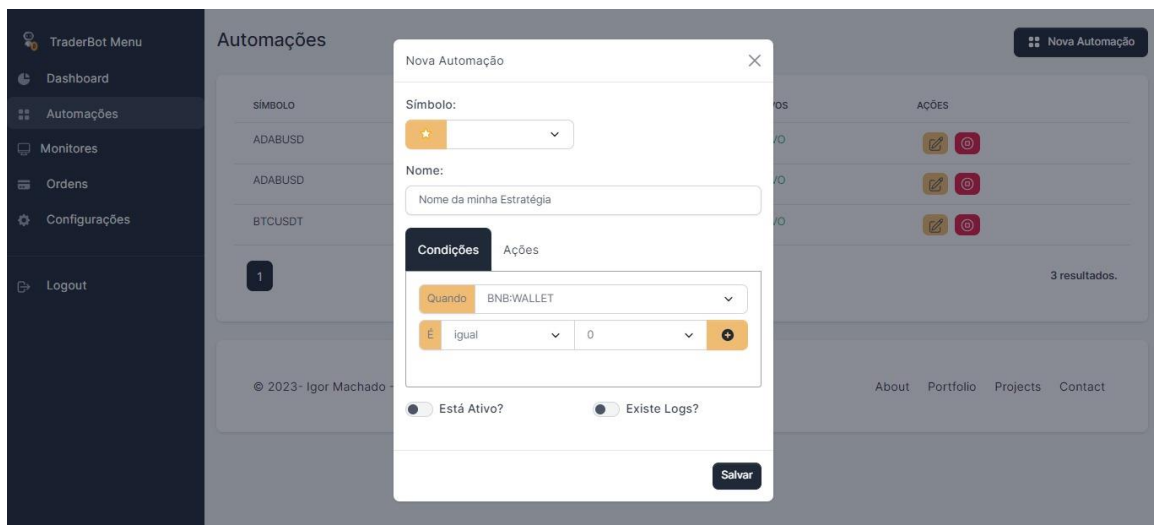 TraderBot Menu
Dashboard
Automações
Monitores
Ordens
Configurações
Logout
Automações
Nova Automação
SÍMBOLO
AÇÕES
ADABUSD
ADABUSD
BTCUSDT
1
3 resultados.
© 2023- Igor Machado -
About Portfolio Projects Contact
Nova Automação
Símbolo:
Nome:
Nome da minha Estratégia
Condições Ações
Quando BNB:WALLET
É igual 0
Está Ativo? Existe Logs?
Salvar